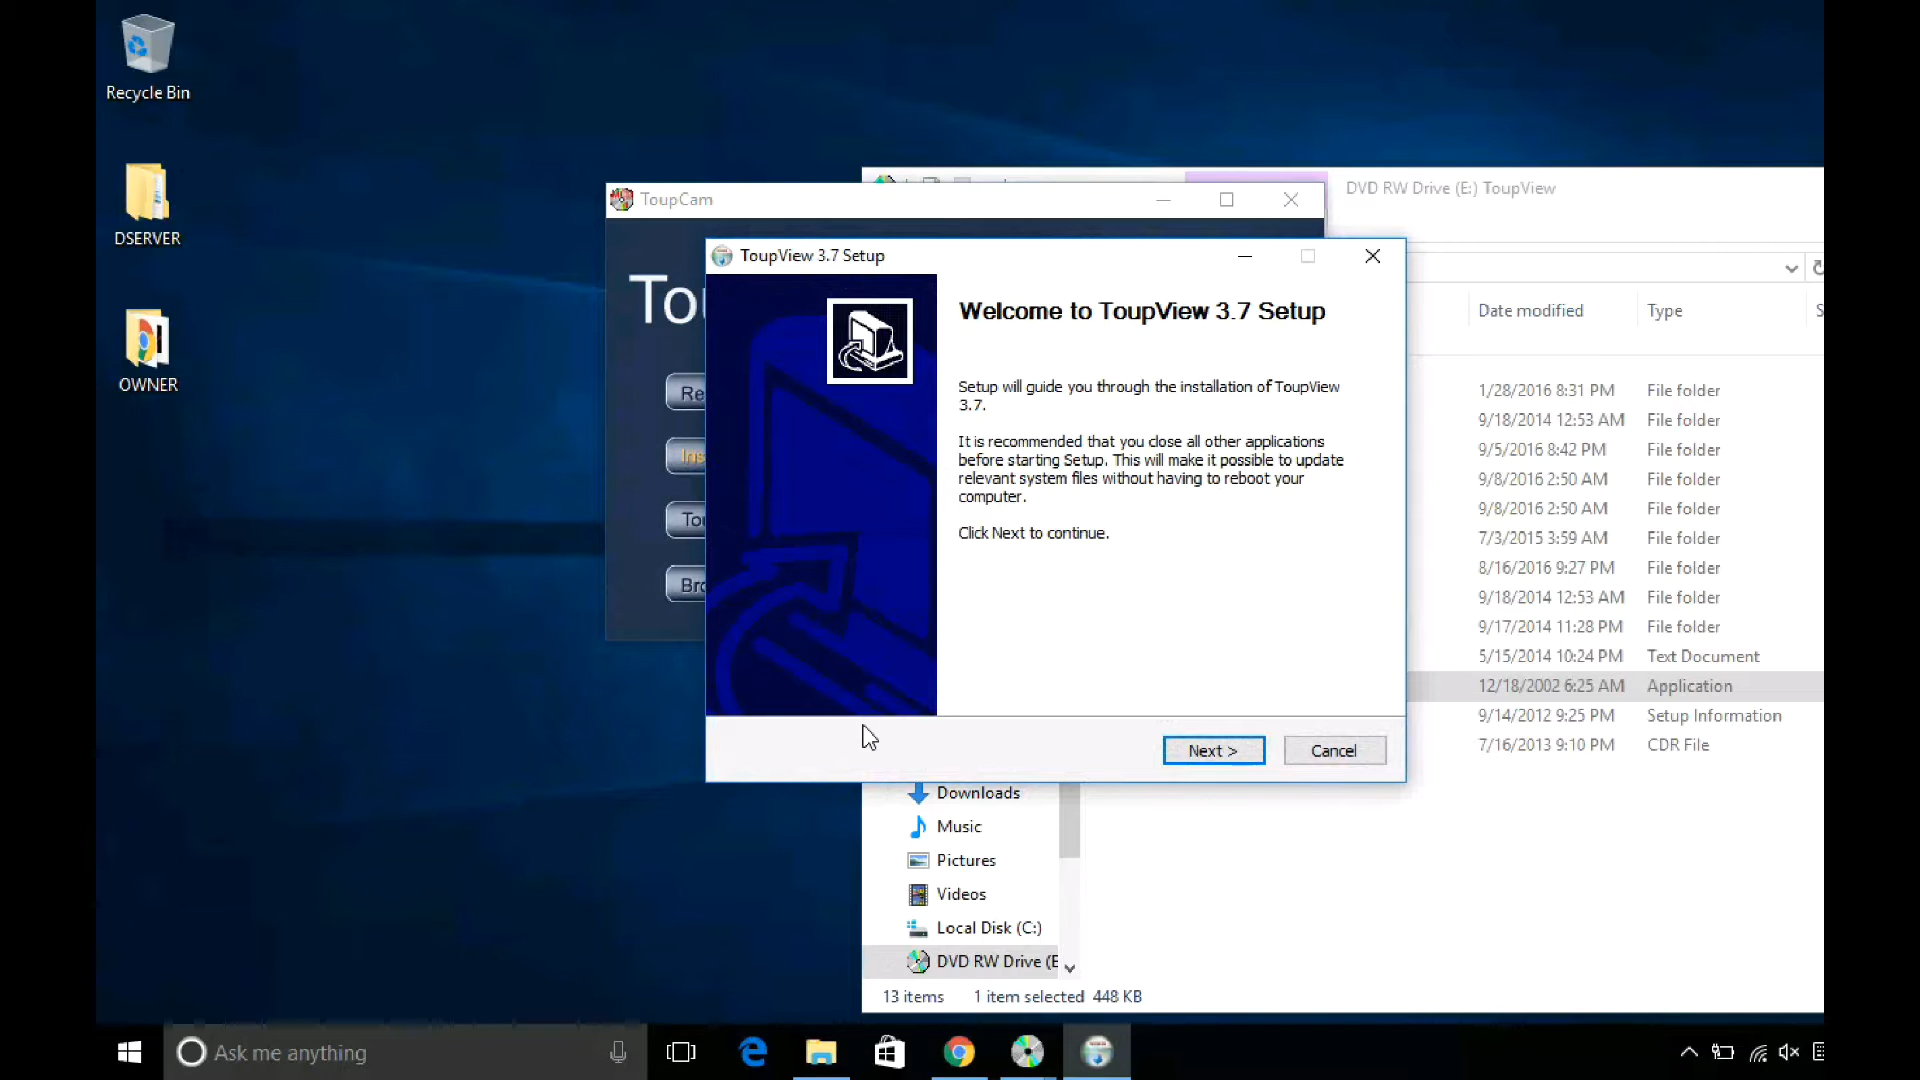 Recycle Bin
DSERVER
OWNER
DVD RW Drive (E:) ToupView
ToupCam
ToupView 3.7 Setup
Welcome to ToupView 3.7 Setup
Setup will guide you through the installation of ToupView
3.7.
It is recommended that you close all other applications
before starting Setup. This will make it possible to update
relevant system files without having to reboot your
computer.
Click Next to continue.
Next >
Cancel
Tou
Re
Ins
Tou
Bro
Date modified
Type
S
1/28/2016 8:31 PM File folder
9/18/2014 12:53 AM File folder
9/5/2016 8:42 PM File folder
9/8/2016 2:50 AM File folder
9/8/2016 2:50 AM File folder
7/3/2015 3:59 AM File folder
8/16/2016 9:27 PM File folder
9/18/2014 12:53 AM File folder
9/17/2014 11:28 PM File folder
5/15/2014 10:24 PM Text Document
12/18/2002 6:25 AM Application
9/14/2012 9:25 PM Setup Information
7/16/2013 9:10 PM CDR File
Downloads
Music
Pictures
Videos
Local Disk (C:)
DVD RW Drive (E
13 items 1 item selected 448 KB
Ask me anything